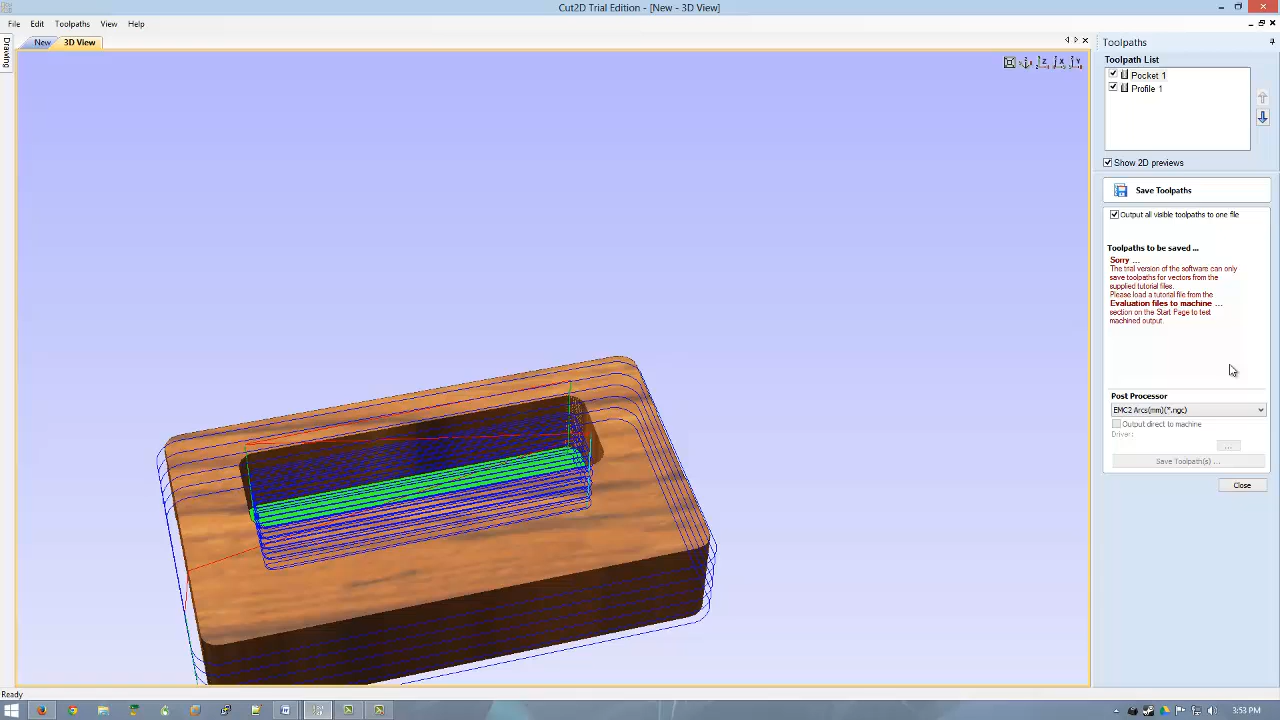 Cut2D Trial Edition - [New - 3D View]
File Edit Toolpaths View Help
New 3D View
Drawing
Toolpaths
Toolpath List
Pocket 1
Profile 1
Show 2D previews
Save Toolpaths
Output all visible toolpaths to one file
Toolpaths to be saved ...
Sorry ...
The trial version of the software can only
save toolpaths for vectors from the
supplied tutorial files.
Please load a tutorial file from the
Evaluation files to machine ...
section on the Start Page to test
machined output.
Post Processor
EMC2 Arcs(mm)(*.ngc)
Output direct to machine
Driver:
...
Save Toolpath(s) ...
Close
Ready
3:53 PM